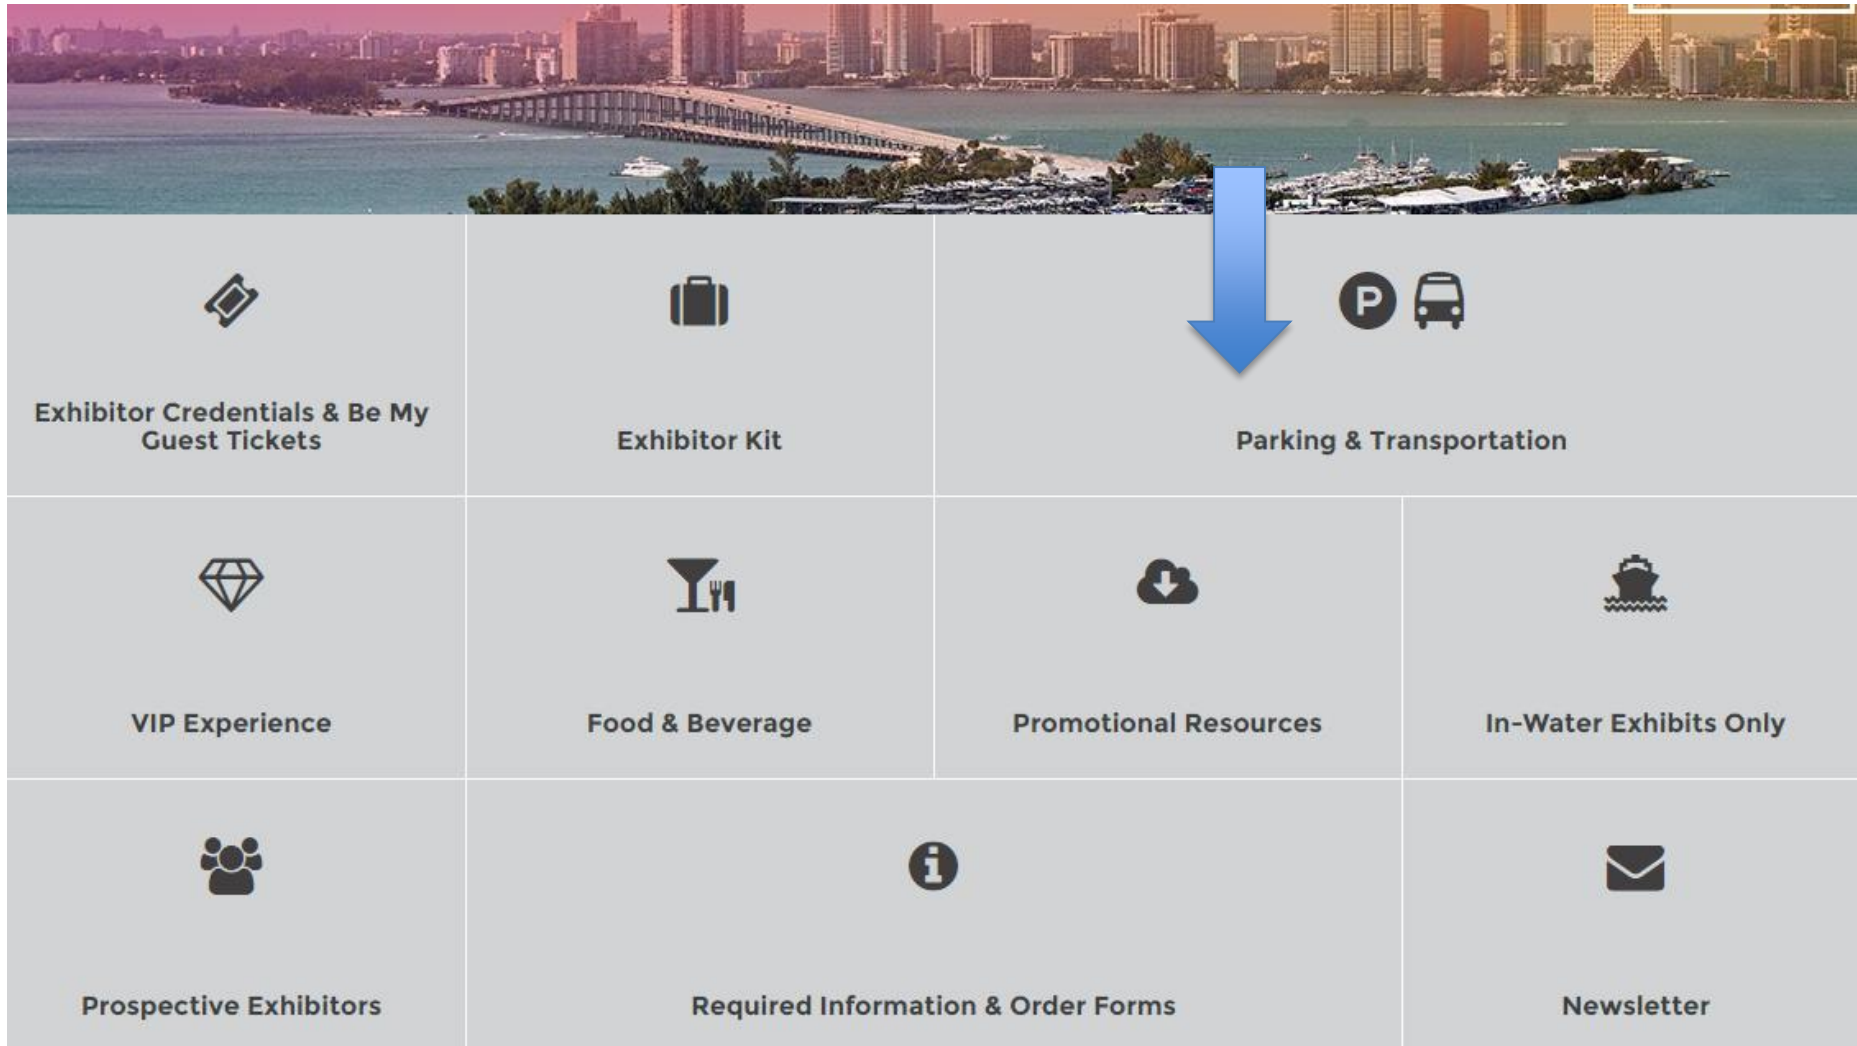 P
Exhibitor Credentials & Be My
Guest Tickets
Exhibitor Kit
Parking & Transportation
VIP Experience
Food & Beverage
Promotional Resources
In-Water Exhibits Only
Prospective Exhibitors
Required Information & Order Forms
Newsletter